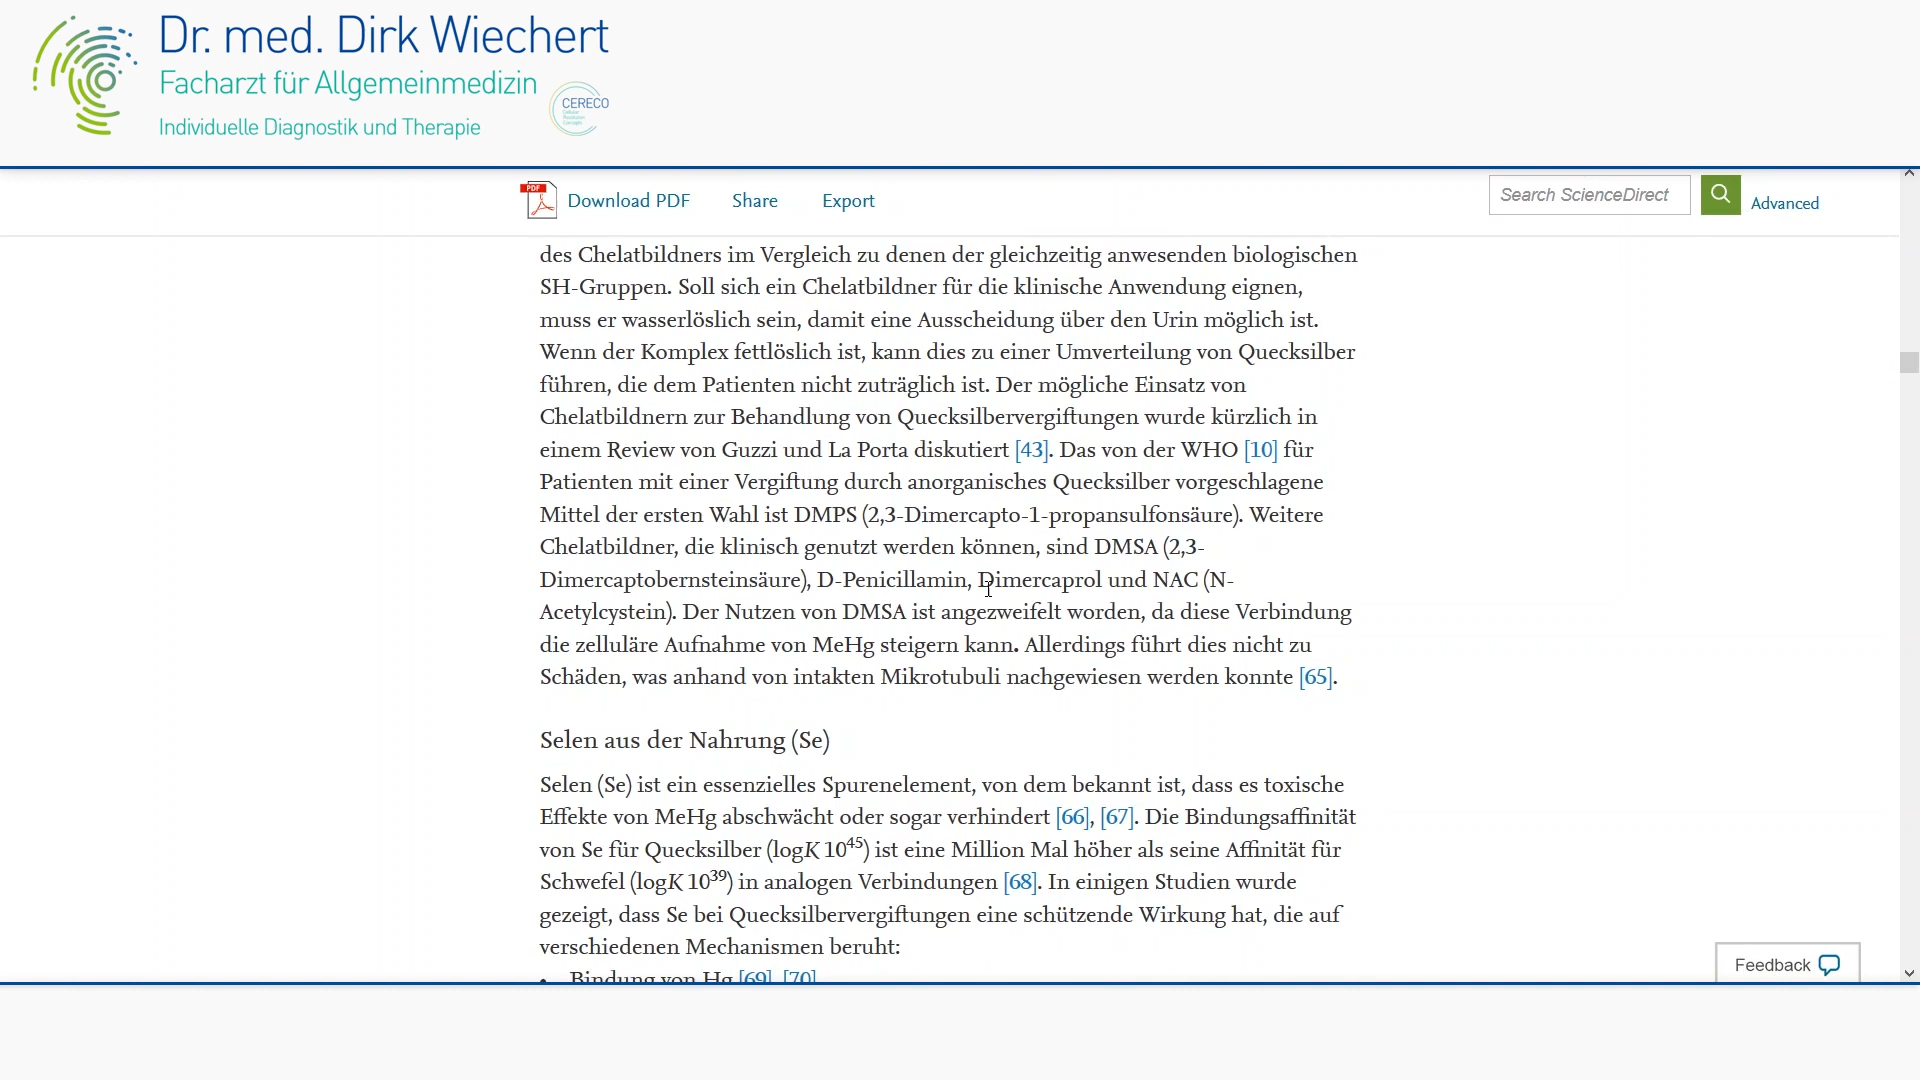 Dr. med. Dirk Wiechert
Facharzt für Allgemeinmedizin
CERECO
Individuelle Diagnostik und Therapie
PDF
Download PDF Share Export
Search ScienceDirect
Advanced
des Chelatbildners im Vergleich zu denen der gleichzeitig anwesenden biologischen
SH-Gruppen. Soll sich ein Chelatbildner für die klinische Anwendung eignen,
muss er wasserlöslich sein, damit eine Ausscheidung über den Urin möglich ist.
Wenn der Komplex fettlöslich ist, kann dies zu einer Umverteilung von Quecksilber
führen, die dem Patienten nicht zuträglich ist. Der mögliche Einsatz von
Chelatbildnern zur Behandlung von Quecksilbervergiftungen wurde kürzlich in
einem Review von Guzzi und La Porta diskutiert [43]. Das von der WHO [10] für
Patienten mit einer Vergiftung durch anorganisches Quecksilber vorgeschlagene
Mittel der ersten Wahl ist DMPS (2,3-Dimercapto-1-propansulfonsäure). Weitere
Chelatbildner, die klinisch genutzt werden können, sind DMSA (2,3-
Dimercaptobernsteinsäure), D-Penicillamin, Dimercaprol und NAC (N-
Acetylcystein). Der Nutzen von DMSA ist angezweifelt worden, da diese Verbindung
die zelluläre Aufnahme von MeHg steigern kann. Allerdings führt dies nicht zu
Schäden, was anhand von intakten Mikrotubuli nachgewiesen werden konnte [65].
Selen aus der Nahrung (Se)
Selen (Se) ist ein essenzielles Spurenelement, von dem bekannt ist, dass es toxische
Effekte von MeHg abschwächt oder sogar verhindert [66], [67]. Die Bindungsaffinität
von Se für Quecksilber (logK 10⁴⁵) ist eine Million Mal höher als seine Affinität für
Schwefel (logK 10³⁹) in analogen Verbindungen [68]. In einigen Studien wurde
gezeigt, dass Se bei Quecksilbervergiftungen eine schützende Wirkung hat, die auf
verschiedenen Mechanismen beruht:
• Bindung von Hg [69], [70]
Feedback